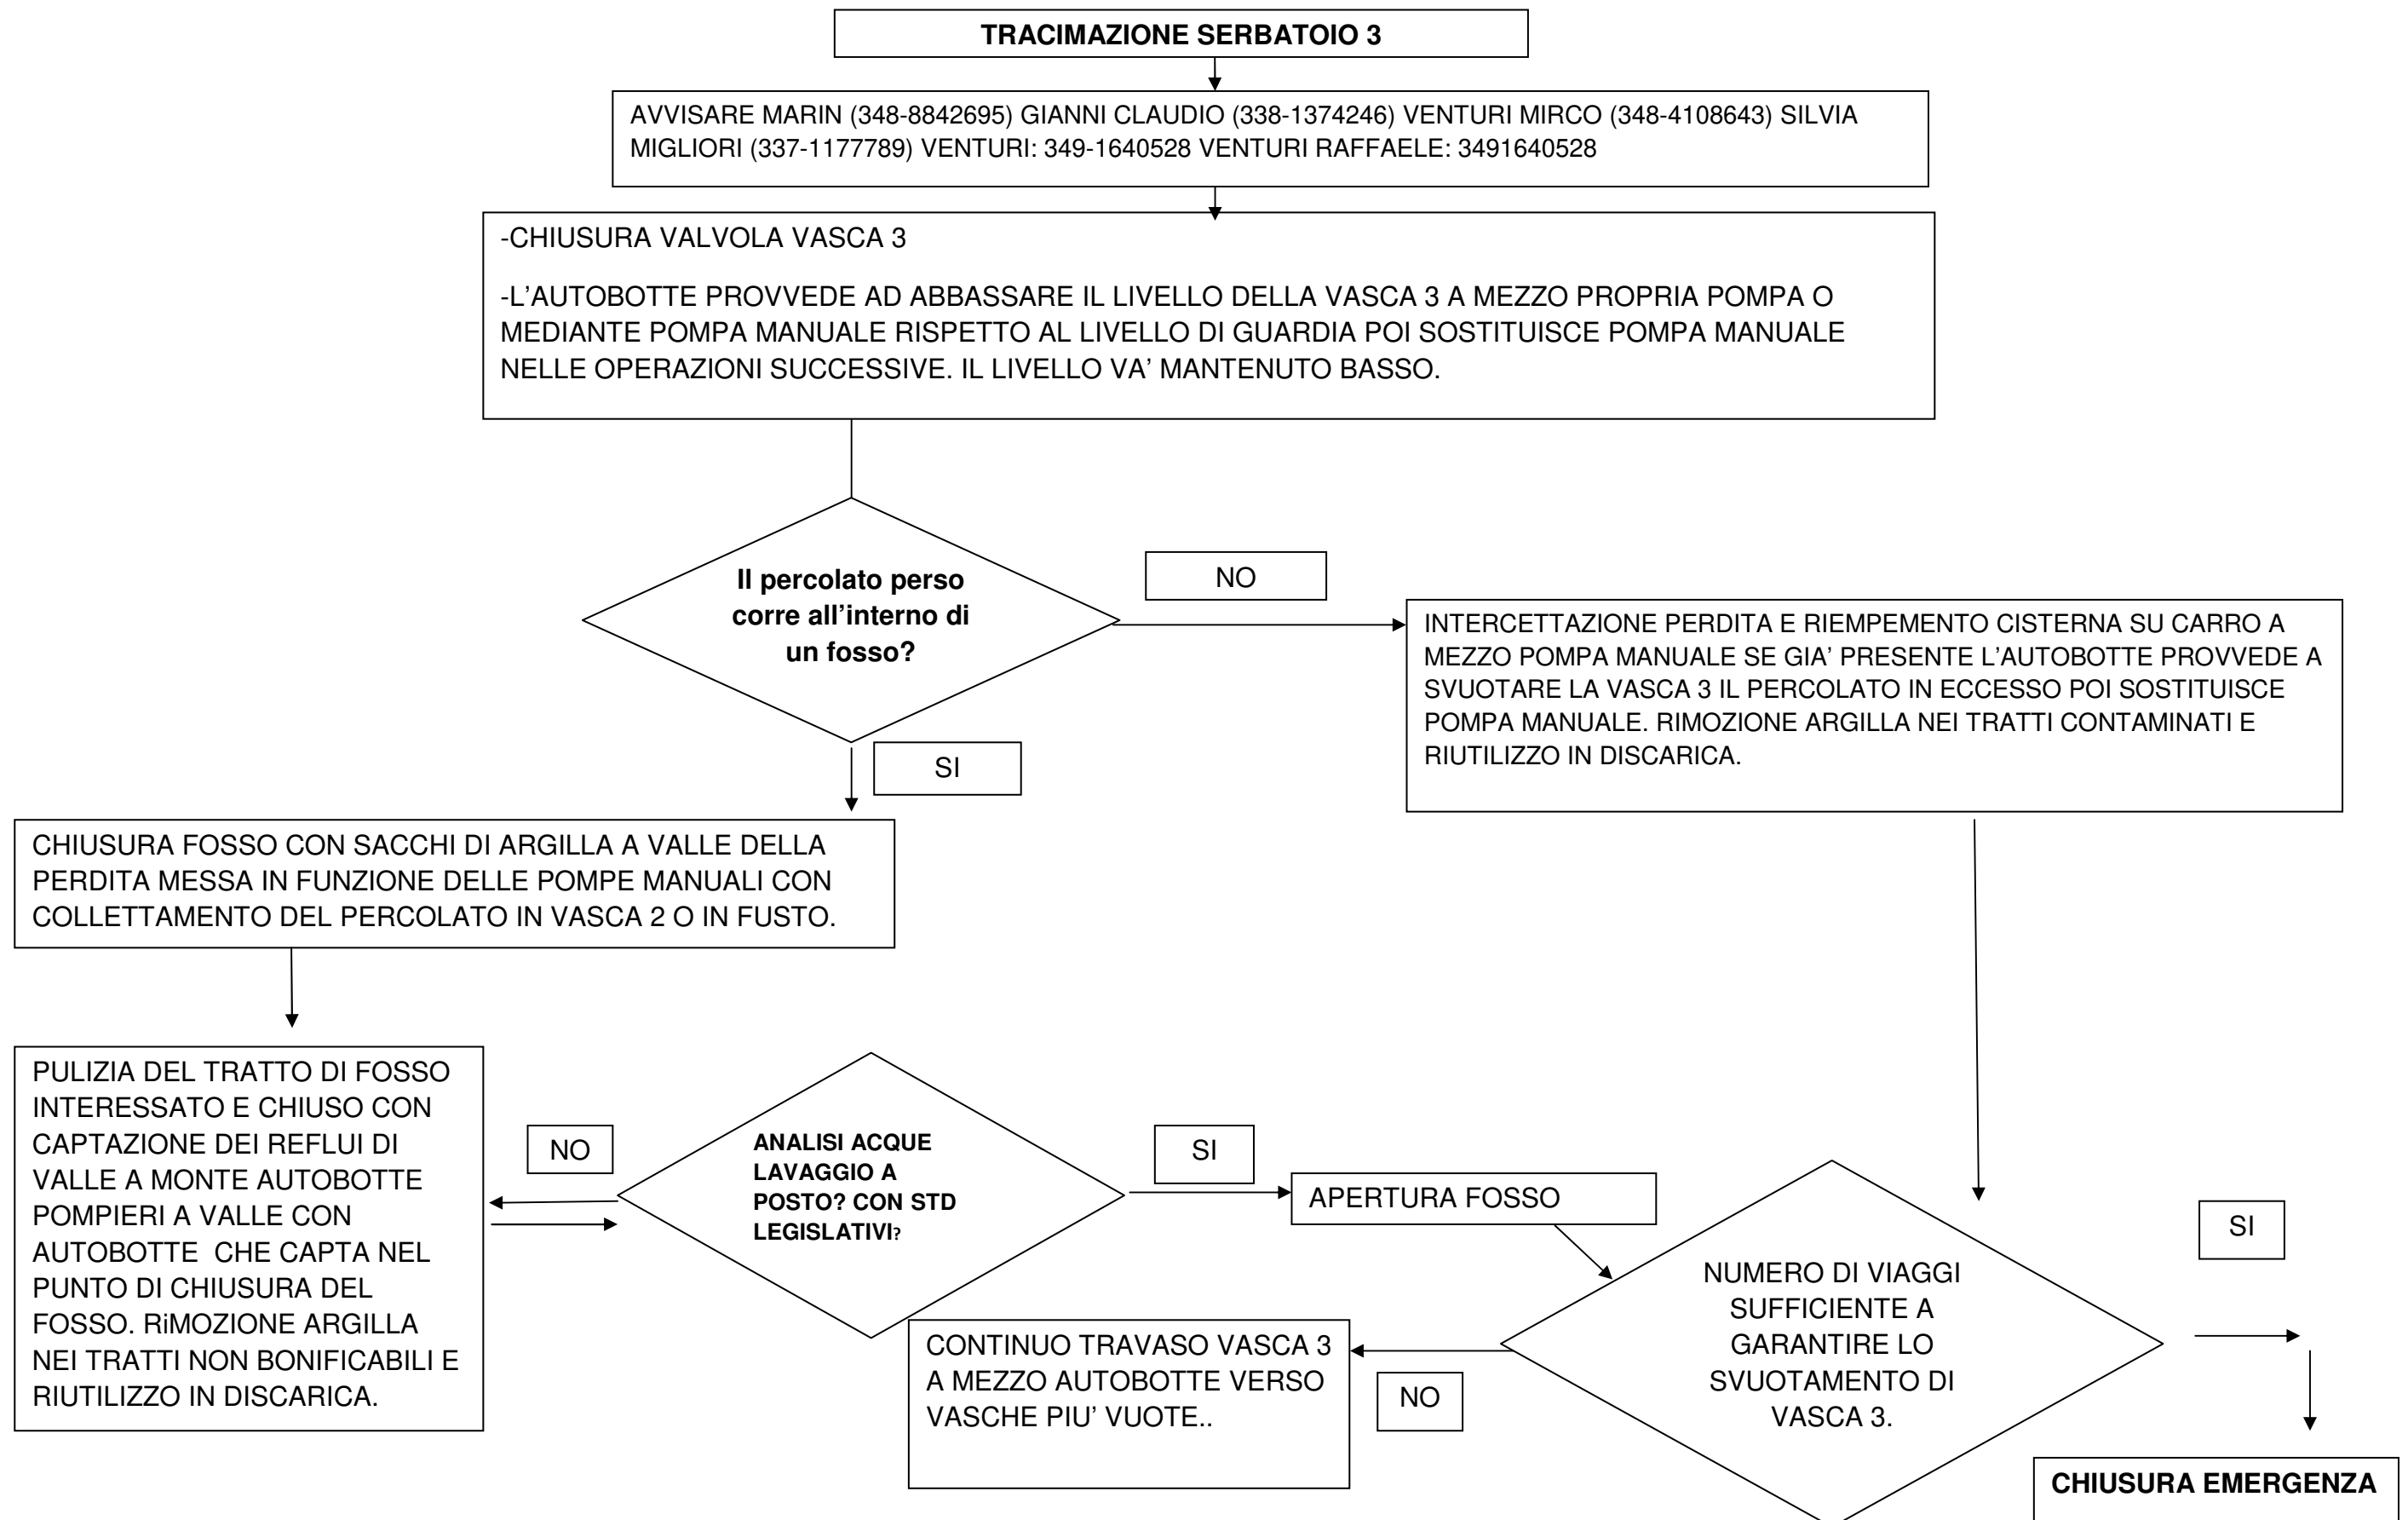 TRACIMAZIONE SERBATOIO 3
AVVISARE MARIN (348-8842695) GIANNI CLAUDIO (338-1374246) VENTURI MIRCO (348-4108643) SILVIA
MIGLIORI (337-1177789) VENTURI: 349-1640528 VENTURI RAFFAELE: 3491640528
-CHIUSURA VALVOLA VASCA 3
-L’AUTOBOTTE PROVVEDE AD ABBASSARE IL LIVELLO DELLA VASCA 3 A MEZZO PROPRIA POMPA O
MEDIANTE POMPA MANUALE RISPETTO AL LIVELLO DI GUARDIA POI SOSTITUISCE POMPA MANUALE
NELLE OPERAZIONI SUCCESSIVE. IL LIVELLO VA’ MANTENUTO BASSO.
Il percolato perso
corre all’interno di
un fosso?
NO
INTERCETTAZIONE PERDITA E RIEMPEMENTO CISTERNA SU CARRO A
MEZZO POMPA MANUALE SE GIA’ PRESENTE L’AUTOBOTTE PROVVEDE A
SVUOTARE LA VASCA 3 IL PERCOLATO IN ECCESSO POI SOSTITUISCE
POMPA MANUALE. RIMOZIONE ARGILLA NEI TRATTI CONTAMINATI E
RIUTILIZZO IN DISCARICA.
SI
CHIUSURA FOSSO CON SACCHI DI ARGILLA A VALLE DELLA
PERDITA MESSA IN FUNZIONE DELLE POMPE MANUALI CON
COLLETTAMENTO DEL PERCOLATO IN VASCA 2 O IN FUSTO.
PULIZIA DEL TRATTO DI FOSSO
INTERESSATO E CHIUSO CON
CAPTAZIONE DEI REFLUI DI
VALLE A MONTE AUTOBOTTE
POMPIERI A VALLE CON
AUTOBOTTE  CHE CAPTA NEL
PUNTO DI CHIUSURA DEL
FOSSO. RiMOZIONE ARGILLA
NEI TRATTI NON BONIFICABILI E
RIUTILIZZO IN DISCARICA.
NO
ANALISI ACQUE
LAVAGGIO A
POSTO? CON STD
LEGISLATIVI?
SI
APERTURA FOSSO
CONTINUO TRAVASO VASCA 3
A MEZZO AUTOBOTTE VERSO
VASCHE PIU’ VUOTE..
NO
NUMERO DI VIAGGI
SUFFICIENTE A
GARANTIRE LO
SVUOTAMENTO DI
VASCA 3.
SI
CHIUSURA EMERGENZA